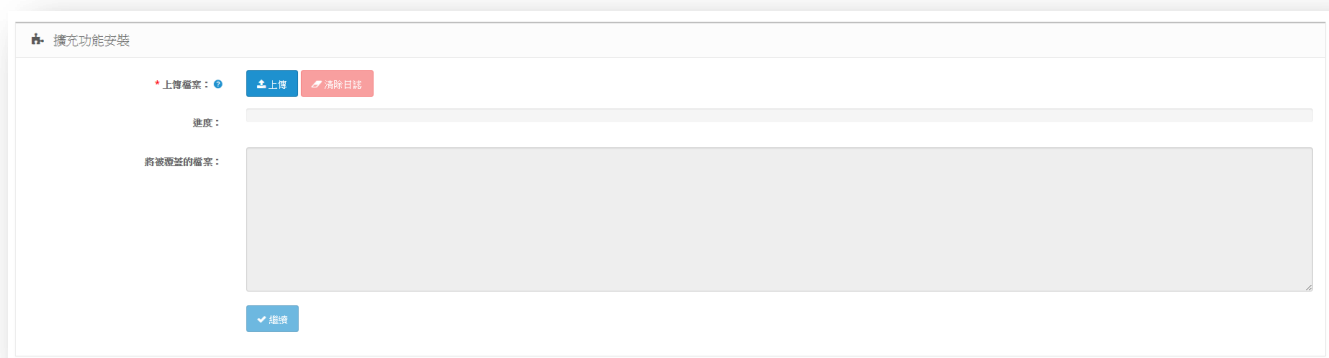 擴充功能安裝
* 上傳檔案：
上傳 清除日誌
進度：
將被覆蓋的檔案：
繼續